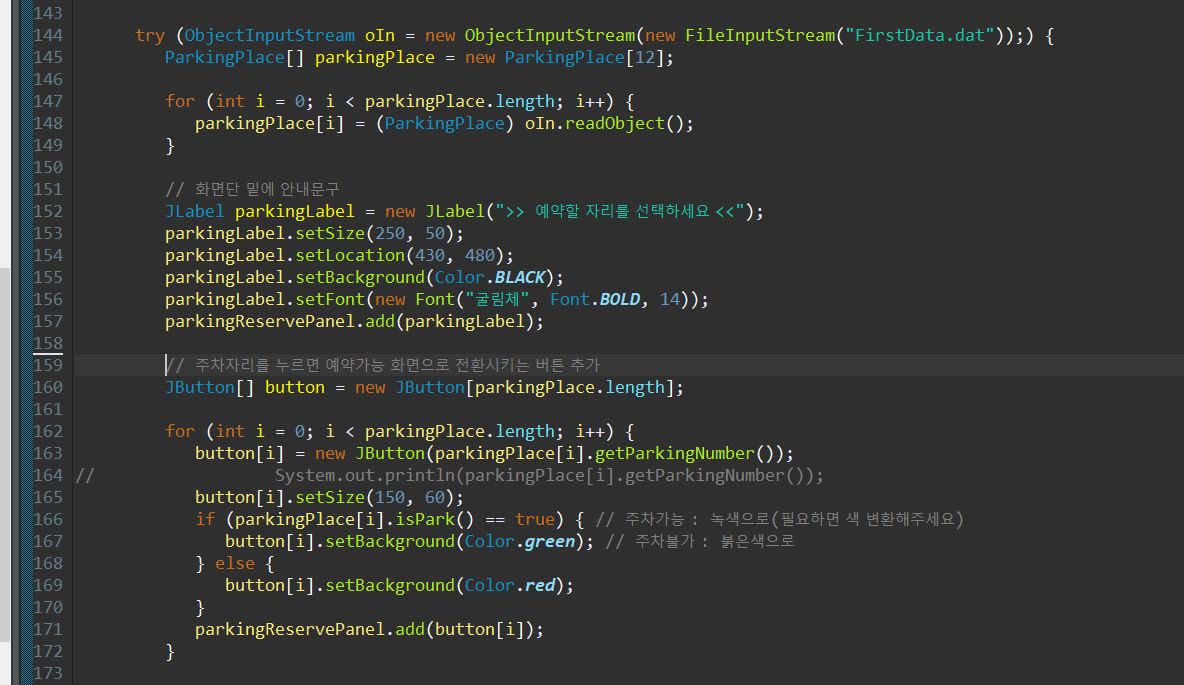 143
144 try (ObjectInputStream oIn = new ObjectInputStream(new FileInputStream("FirstData.dat"));) {
145 ParkingPlace[] parkingPlace = new ParkingPlace[12];
146
147 for (int i = 0; i < parkingPlace.length; i++) {
148 parkingPlace[i] = (ParkingPlace) oIn.readObject();
149 }
150
151 // 화면단 밑에 안내문구
152 JLabel parkingLabel = new JLabel(">> 예약할 자리를 선택하세요 <<");
153 parkingLabel.setSize(250, 50);
154 parkingLabel.setLocation(430, 480);
155 parkingLabel.setBackground(Color.BLACK);
156 parkingLabel.setFont(new Font("굴림체", Font.BOLD, 14));
157 parkingReservePanel.add(parkingLabel);
158
159 // 주차자리를 누르면 예약가능 화면으로 전환시키는 버튼 추가
160 JButton[] button = new JButton[parkingPlace.length];
161
162 for (int i = 0; i < parkingPlace.length; i++) {
163 button[i] = new JButton(parkingPlace[i].getParkingNumber());
164 // System.out.println(parkingPlace[i].getParkingNumber());
165 button[i].setSize(150, 60);
166 if (parkingPlace[i].isPark() == true) { // 주차가능 : 녹색으로(필요하면 색 변환해주세요)
167 button[i].setBackground(Color.green); // 주차불가 : 붉은색으로
168 } else {
169 button[i].setBackground(Color.red);
170 }
171 parkingReservePanel.add(button[i]);
172 }
173